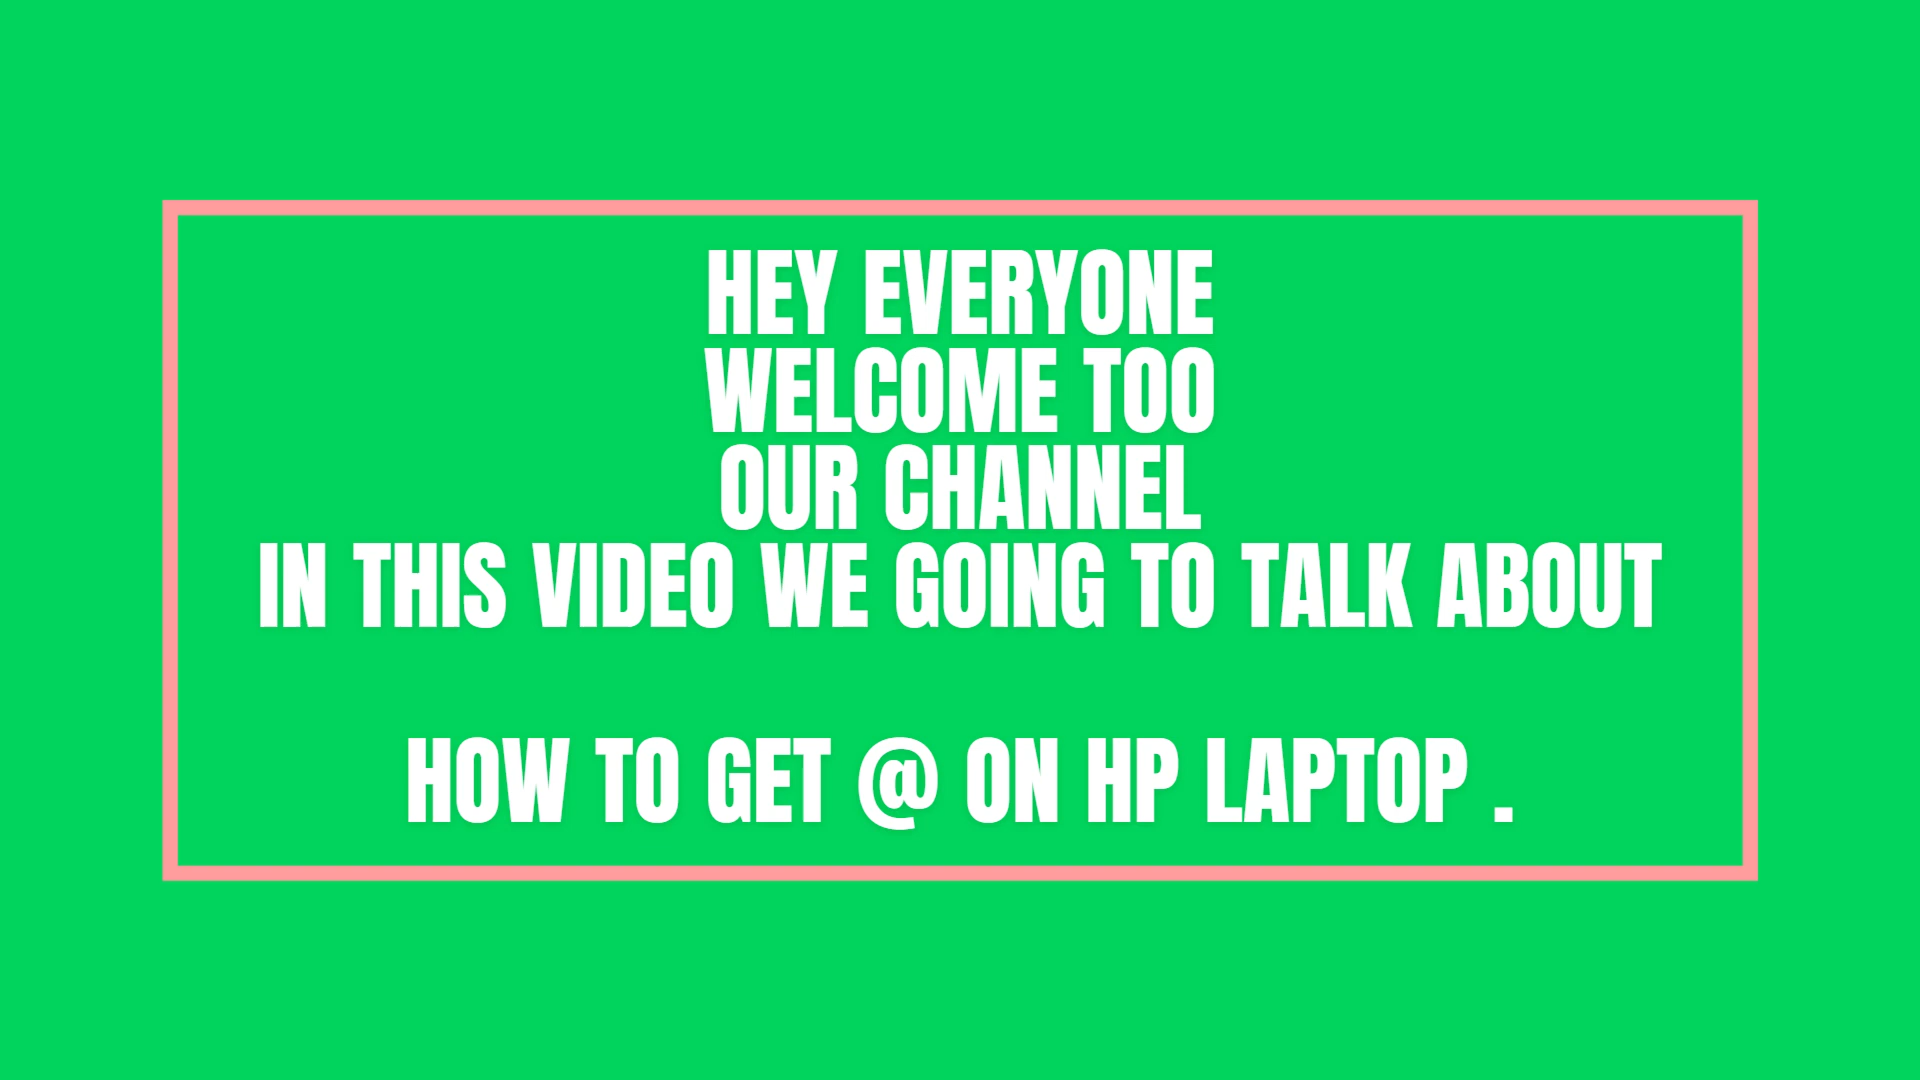 HEY EVERYONE
WELCOME TOO
OUR CHANNEL
IN THIS VIDEO WE GOING TO TALK ABOUT
HOW TO GET @ ON HP LAPTOP .